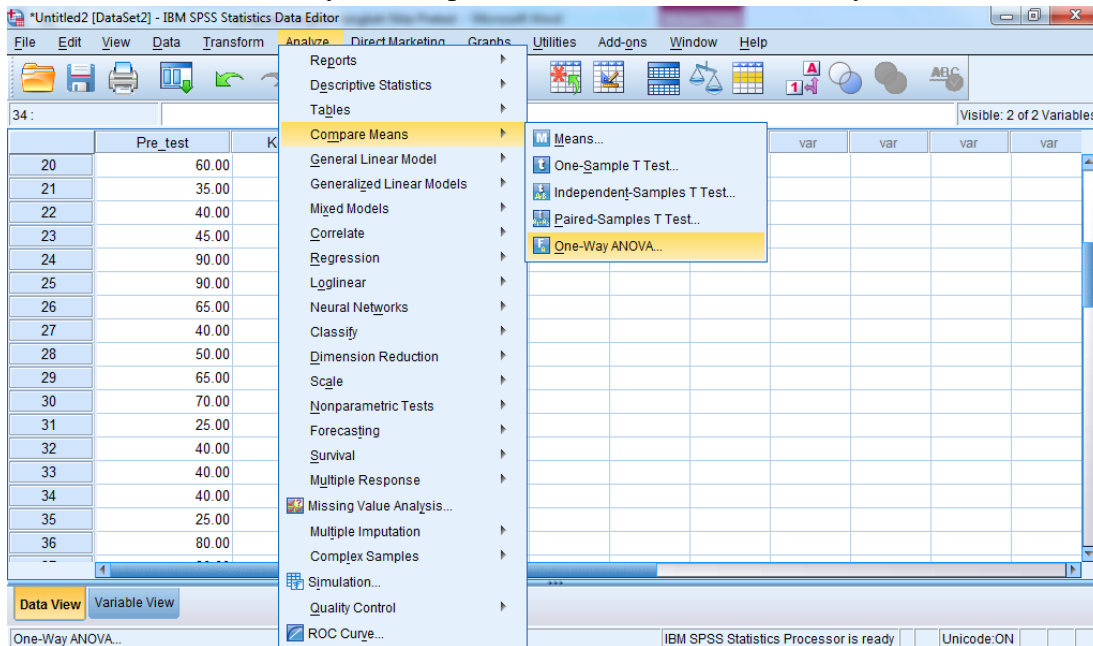 *Untitled2 [DataSet2] - IBM SPSS Statistics Data Editor
File Edit View Data Transform Analyze Direct Marketing Graphs Utilities Add-ons Window Help
34 :
Visible: 2 of 2 Variables
Pre_test K var var var var
20 60.00
21 35.00
22 40.00
23 45.00
24 90.00
25 90.00
26 65.00
27 40.00
28 50.00
29 65.00
30 70.00
31 25.00
32 40.00
33 40.00
34 40.00
35 25.00
36 80.00
Reports
Descriptive Statistics
Tables
Compare Means
General Linear Model
Generalized Linear Models
Mixed Models
Correlate
Regression
Loglinear
Neural Networks
Classify
Dimension Reduction
Scale
Nonparametric Tests
Forecasting
Survival
Multiple Response
Missing Value Analysis...
Multiple Imputation
Complex Samples
Simulation...
Quality Control
ROC Curve...
Means...
One-Sample T Test...
Independent-Samples T Test...
Paired-Samples T Test...
One-Way ANOVA...
Data View Variable View
One-Way ANOVA... IBM SPSS Statistics Processor is ready Unicode:ON